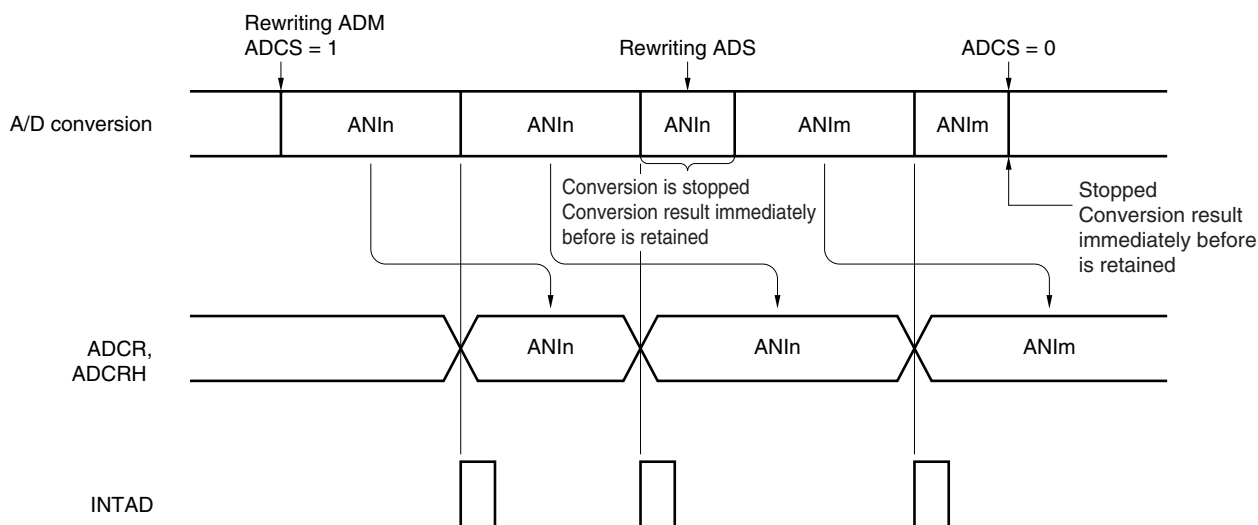 Rewriting ADM
ADCS = 1
Rewriting ADS
ADCS = 0
A/D conversion
ANIn
ANIn
ANIn
ANIm
ANIm
Conversion is stopped
Conversion result immediately
before is retained
Stopped
Conversion result
immediately before
is retained
ADCR,
ADCRH
ANIn
ANIn
ANIm
INTAD